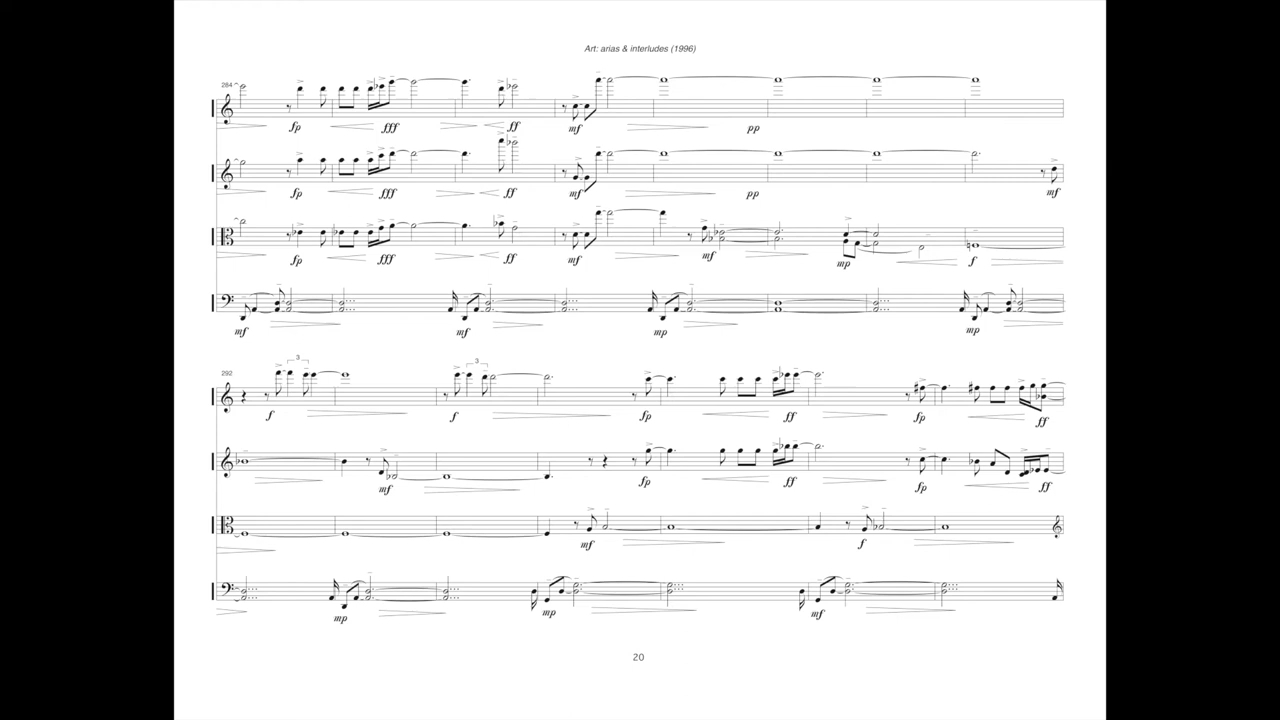 Art: arias & interludes (1996)
284
fp fff ff mf pp
fp fff ff mf pp mf
fp fff ff mf mf mp f
mf mf mp mp
292
3 3
f f fp ff fp ff
mf fp ff fp ff
mf f
mp mp mf
20